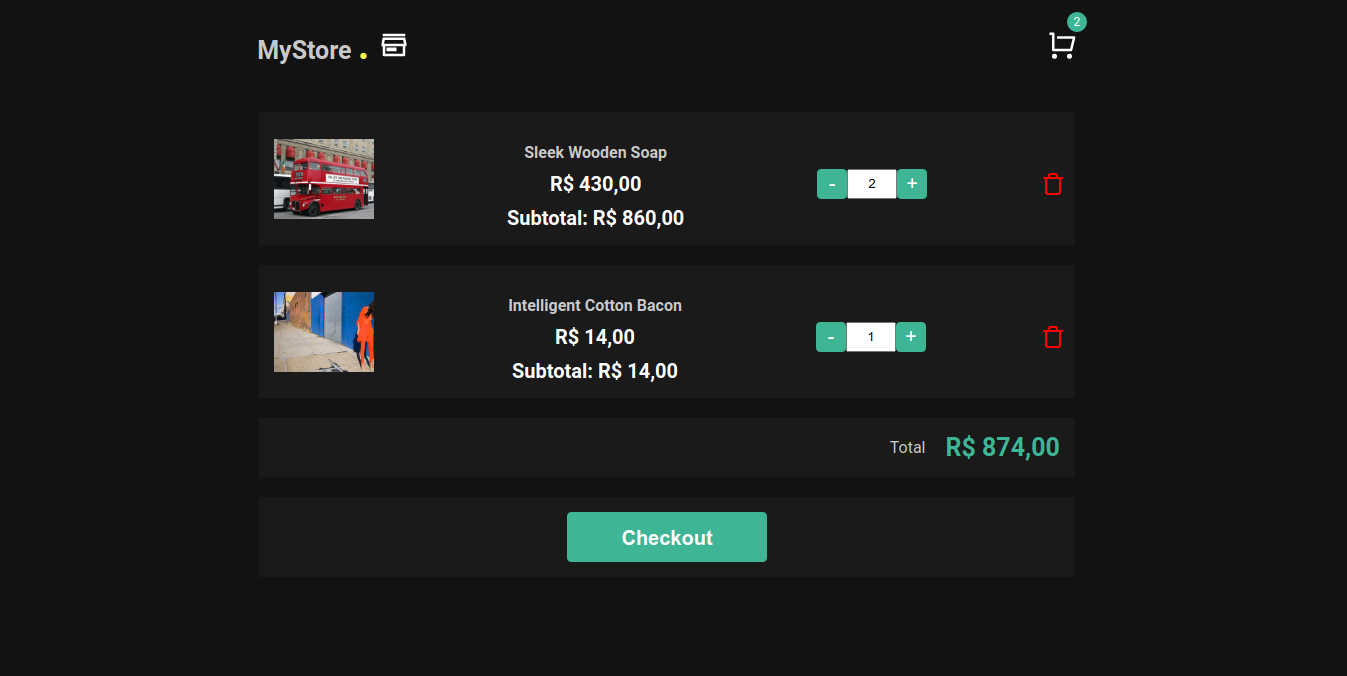 2
MyStore .
Sleek Wooden Soap
R$ 430,00
Subtotal: R$ 860,00
- 2 +
Intelligent Cotton Bacon
R$ 14,00
Subtotal: R$ 14,00
- 1 +
Total R$ 874,00
Checkout